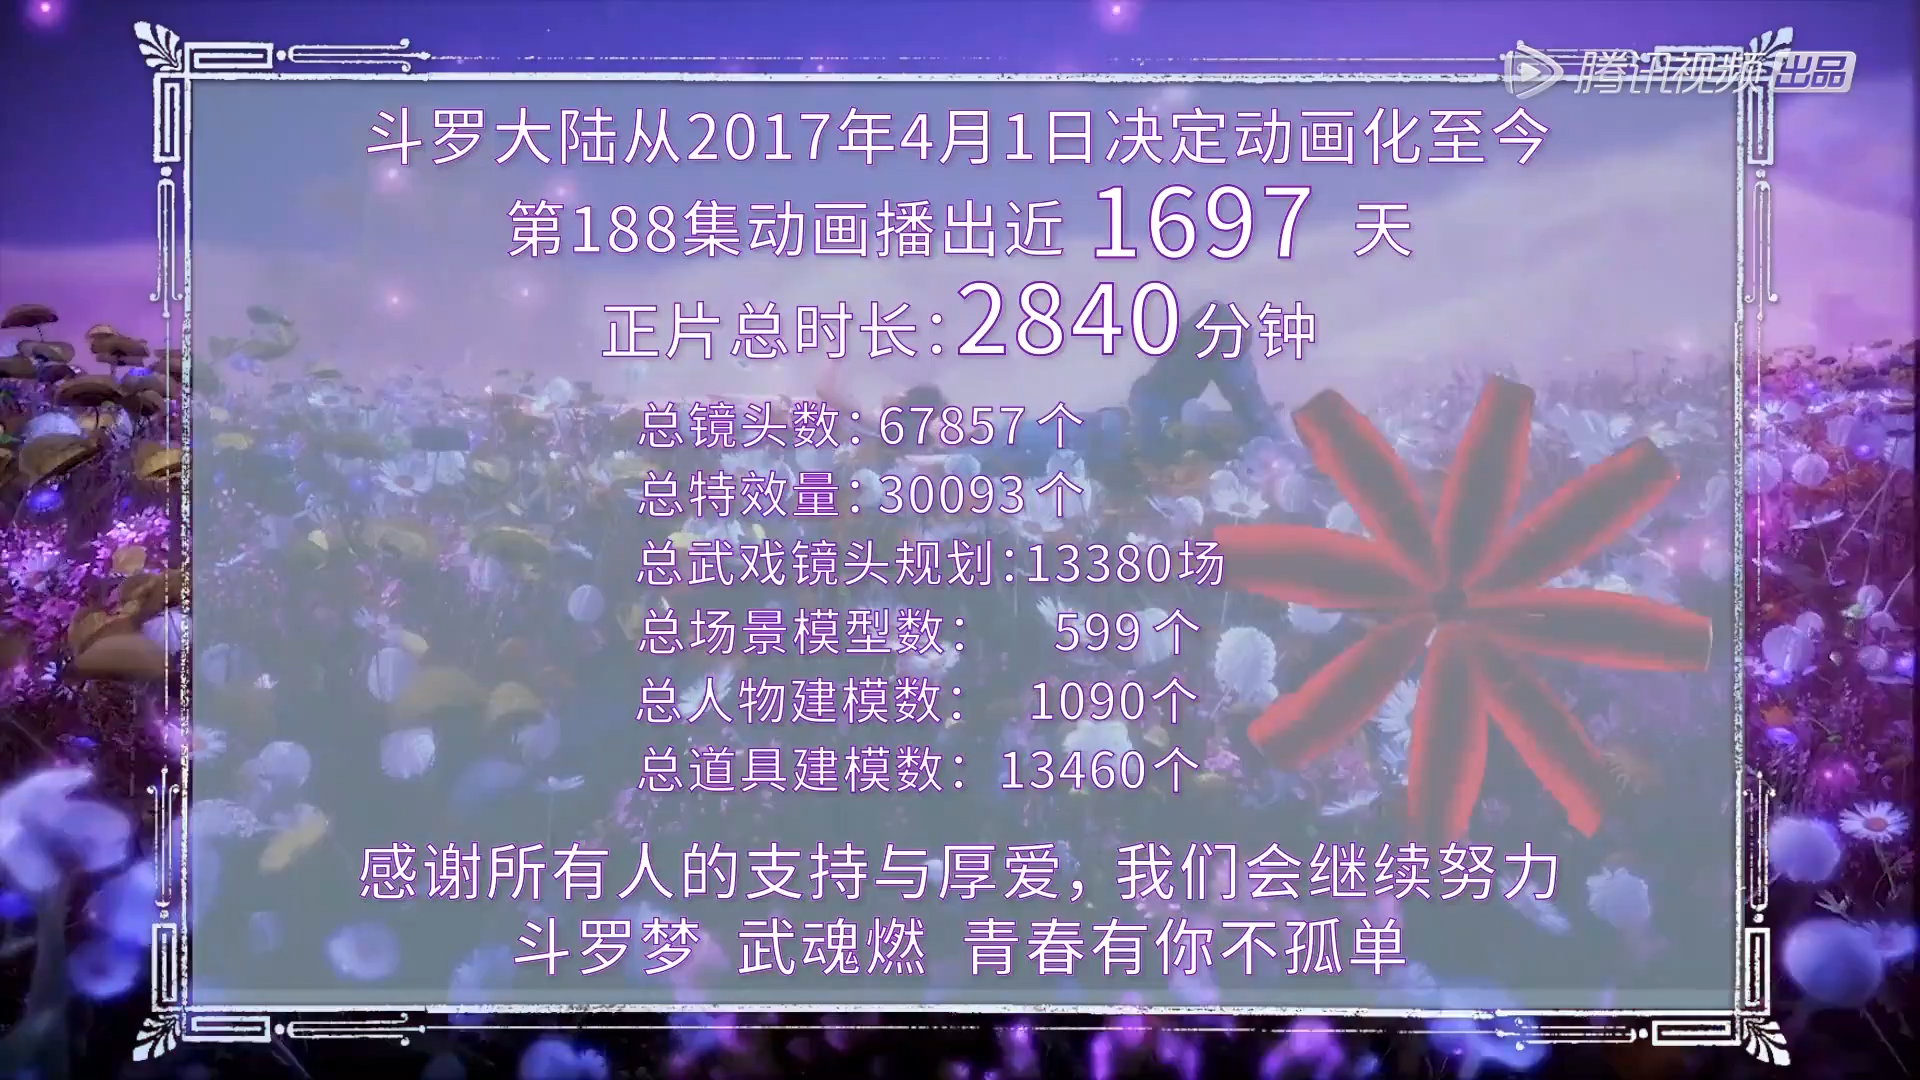 腾讯视频 出品
斗罗大陆从2017年4月1日决定动画化至今
第188集动画播出近 1697 天
正片总时长：2840分钟
总镜头数：67857个
总特效量：30093个
总武戏镜头规划：13380场
总场景模型数： 599个
总人物建模数： 1090个
总道具建模数： 13460个
感谢所有人的支持与厚爱，我们会继续努力
斗罗梦 武魂燃 青春有你不孤单